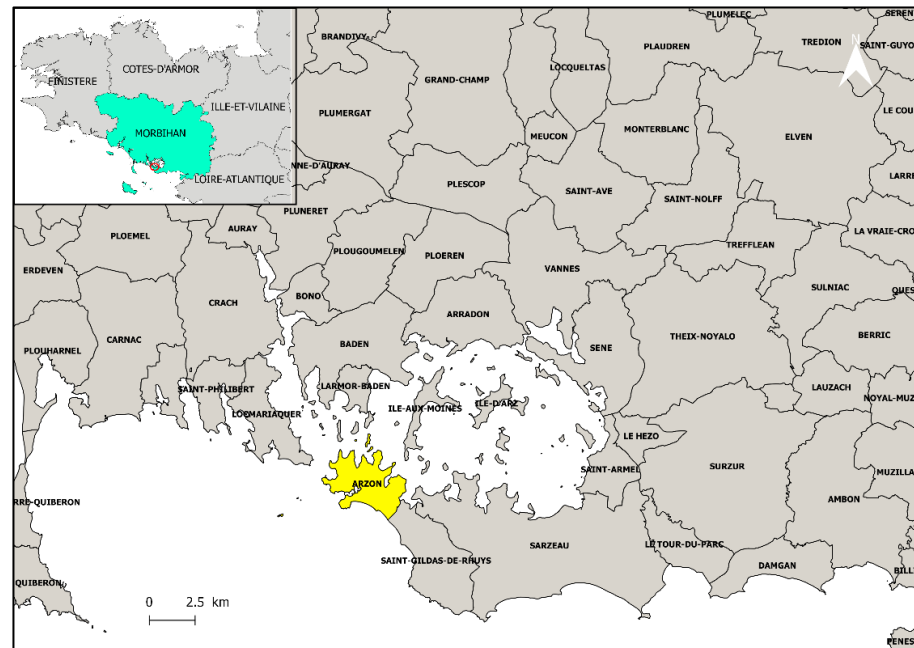 COTES-D'ARMOR
FINISTERE
ILLE-ET-VILAINE
MORBIHAN
LOIRE-ATLANTIQUE
PLUMELEC
SEREN
BRANDIVY
TREDION
N
SAINT-GUYO
PLAUDREN
LOCQUELTAS
GRAND-CHAMP
LE COU
PLUMERGAT
MEUCON
MONTERBLANC
ELVEN
NNE-D'AURAY
PLESCOP
SAINT-AVE
LARRE
SAINT-NOLFF
PLUNERET
AURAY
PLOEMEL
PLOUGOUMELEN
PLOEREN
TREFFLEAN
LA VRAIE-CRO
ERDEVEN
VANNES
SULNIAC
QUES
BONO
CRACH
ARRADON
THEIX-NOYALO
BERRIC
CARNAC
BADEN
SENE
PLOUHARNEL
SAINT-PHILIBERT
LARMOR-BADEN
LAUZACH
NOYAL-MUZ
LOCMARIAQUER
ILE-AUX-MOINES
ILE-D'ARZ
LE HEZO
SAINT-ARMEL
SURZUR
MUZILLA
ARZON
AMBON
RRE-QUIBERON
SAINT-GILDAS-DE-RHUYS
SARZEAU
LE TOUR-DU-PARC
DAMGAN
BILL
QUIBERON
0 2.5 km
PENES